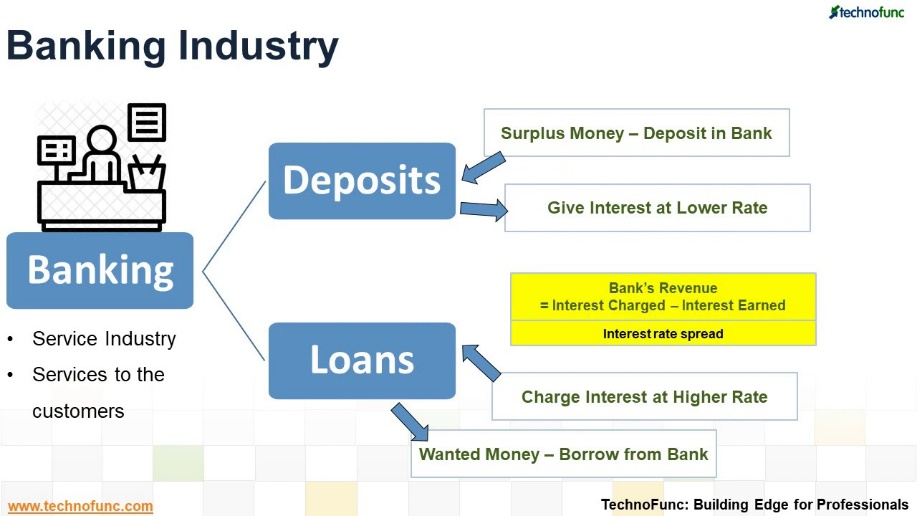 technofunc
Banking Industry
Surplus Money – Deposit in Bank
Deposits
Give Interest at Lower Rate
Banking
Bank's Revenue
= Interest Charged – Interest Earned
Interest rate spread
• Service Industry
• Services to the
customers
Loans
Charge Interest at Higher Rate
Wanted Money – Borrow from Bank
www.technofunc.com
TechnoFunc: Building Edge for Professionals